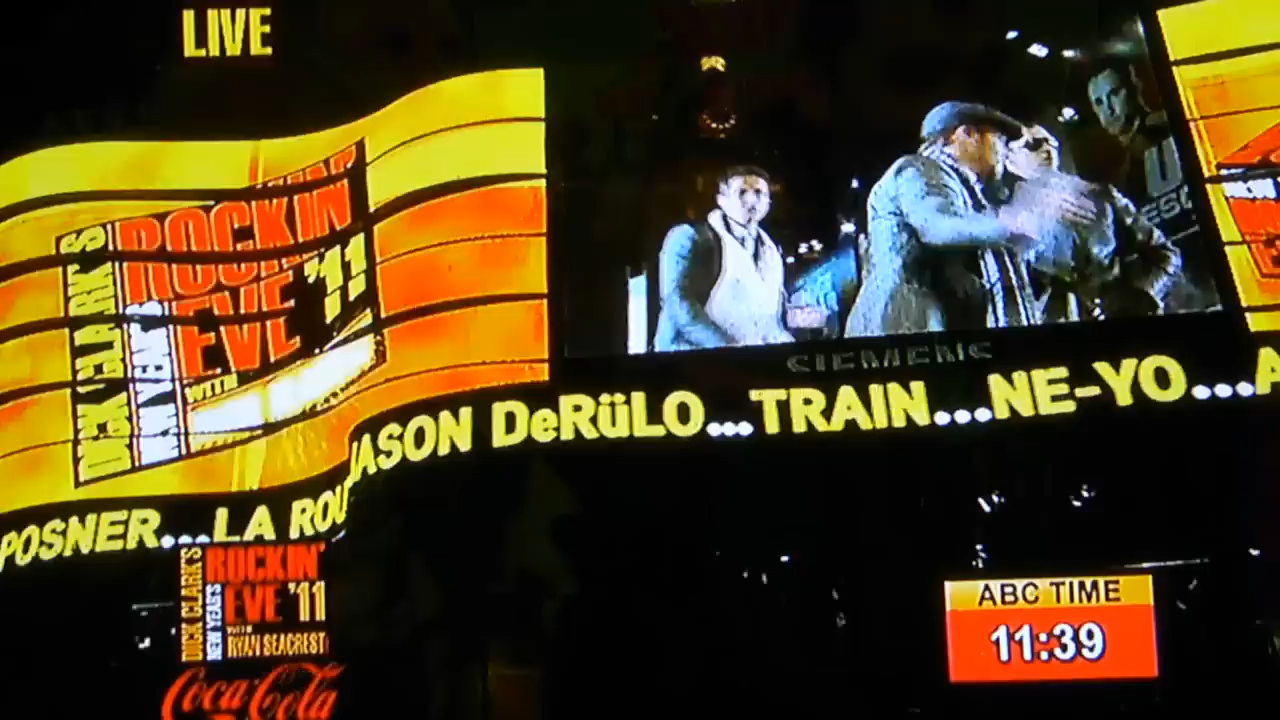 LIVE
DICK CLARK'S
NEW YEAR'S
ROCKIN'
EVE '11
WITH
SIEMENS
JASON DeRüLO...TRAIN...NE-YO...A
POSNER...LA ROU
DICK CLARK'S
NEW YEAR'S
ROCKIN'
EVE '11
WITH
RYAN SEACREST
Coca-Cola
ABC TIME
11:39